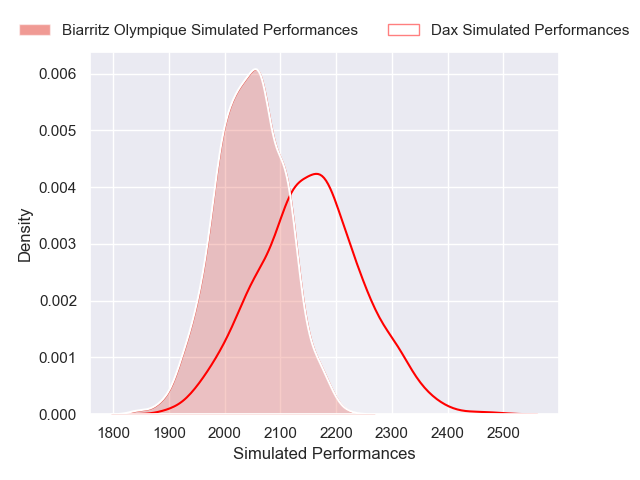 Biarritz Olympique Simulated Performances Dax Simulated Performances
0.006
0.005
0.004
0.003
0.002
0.001
0.000
Density
1800 1900 2000 2100 2200 2300 2400 2500
Simulated Performances